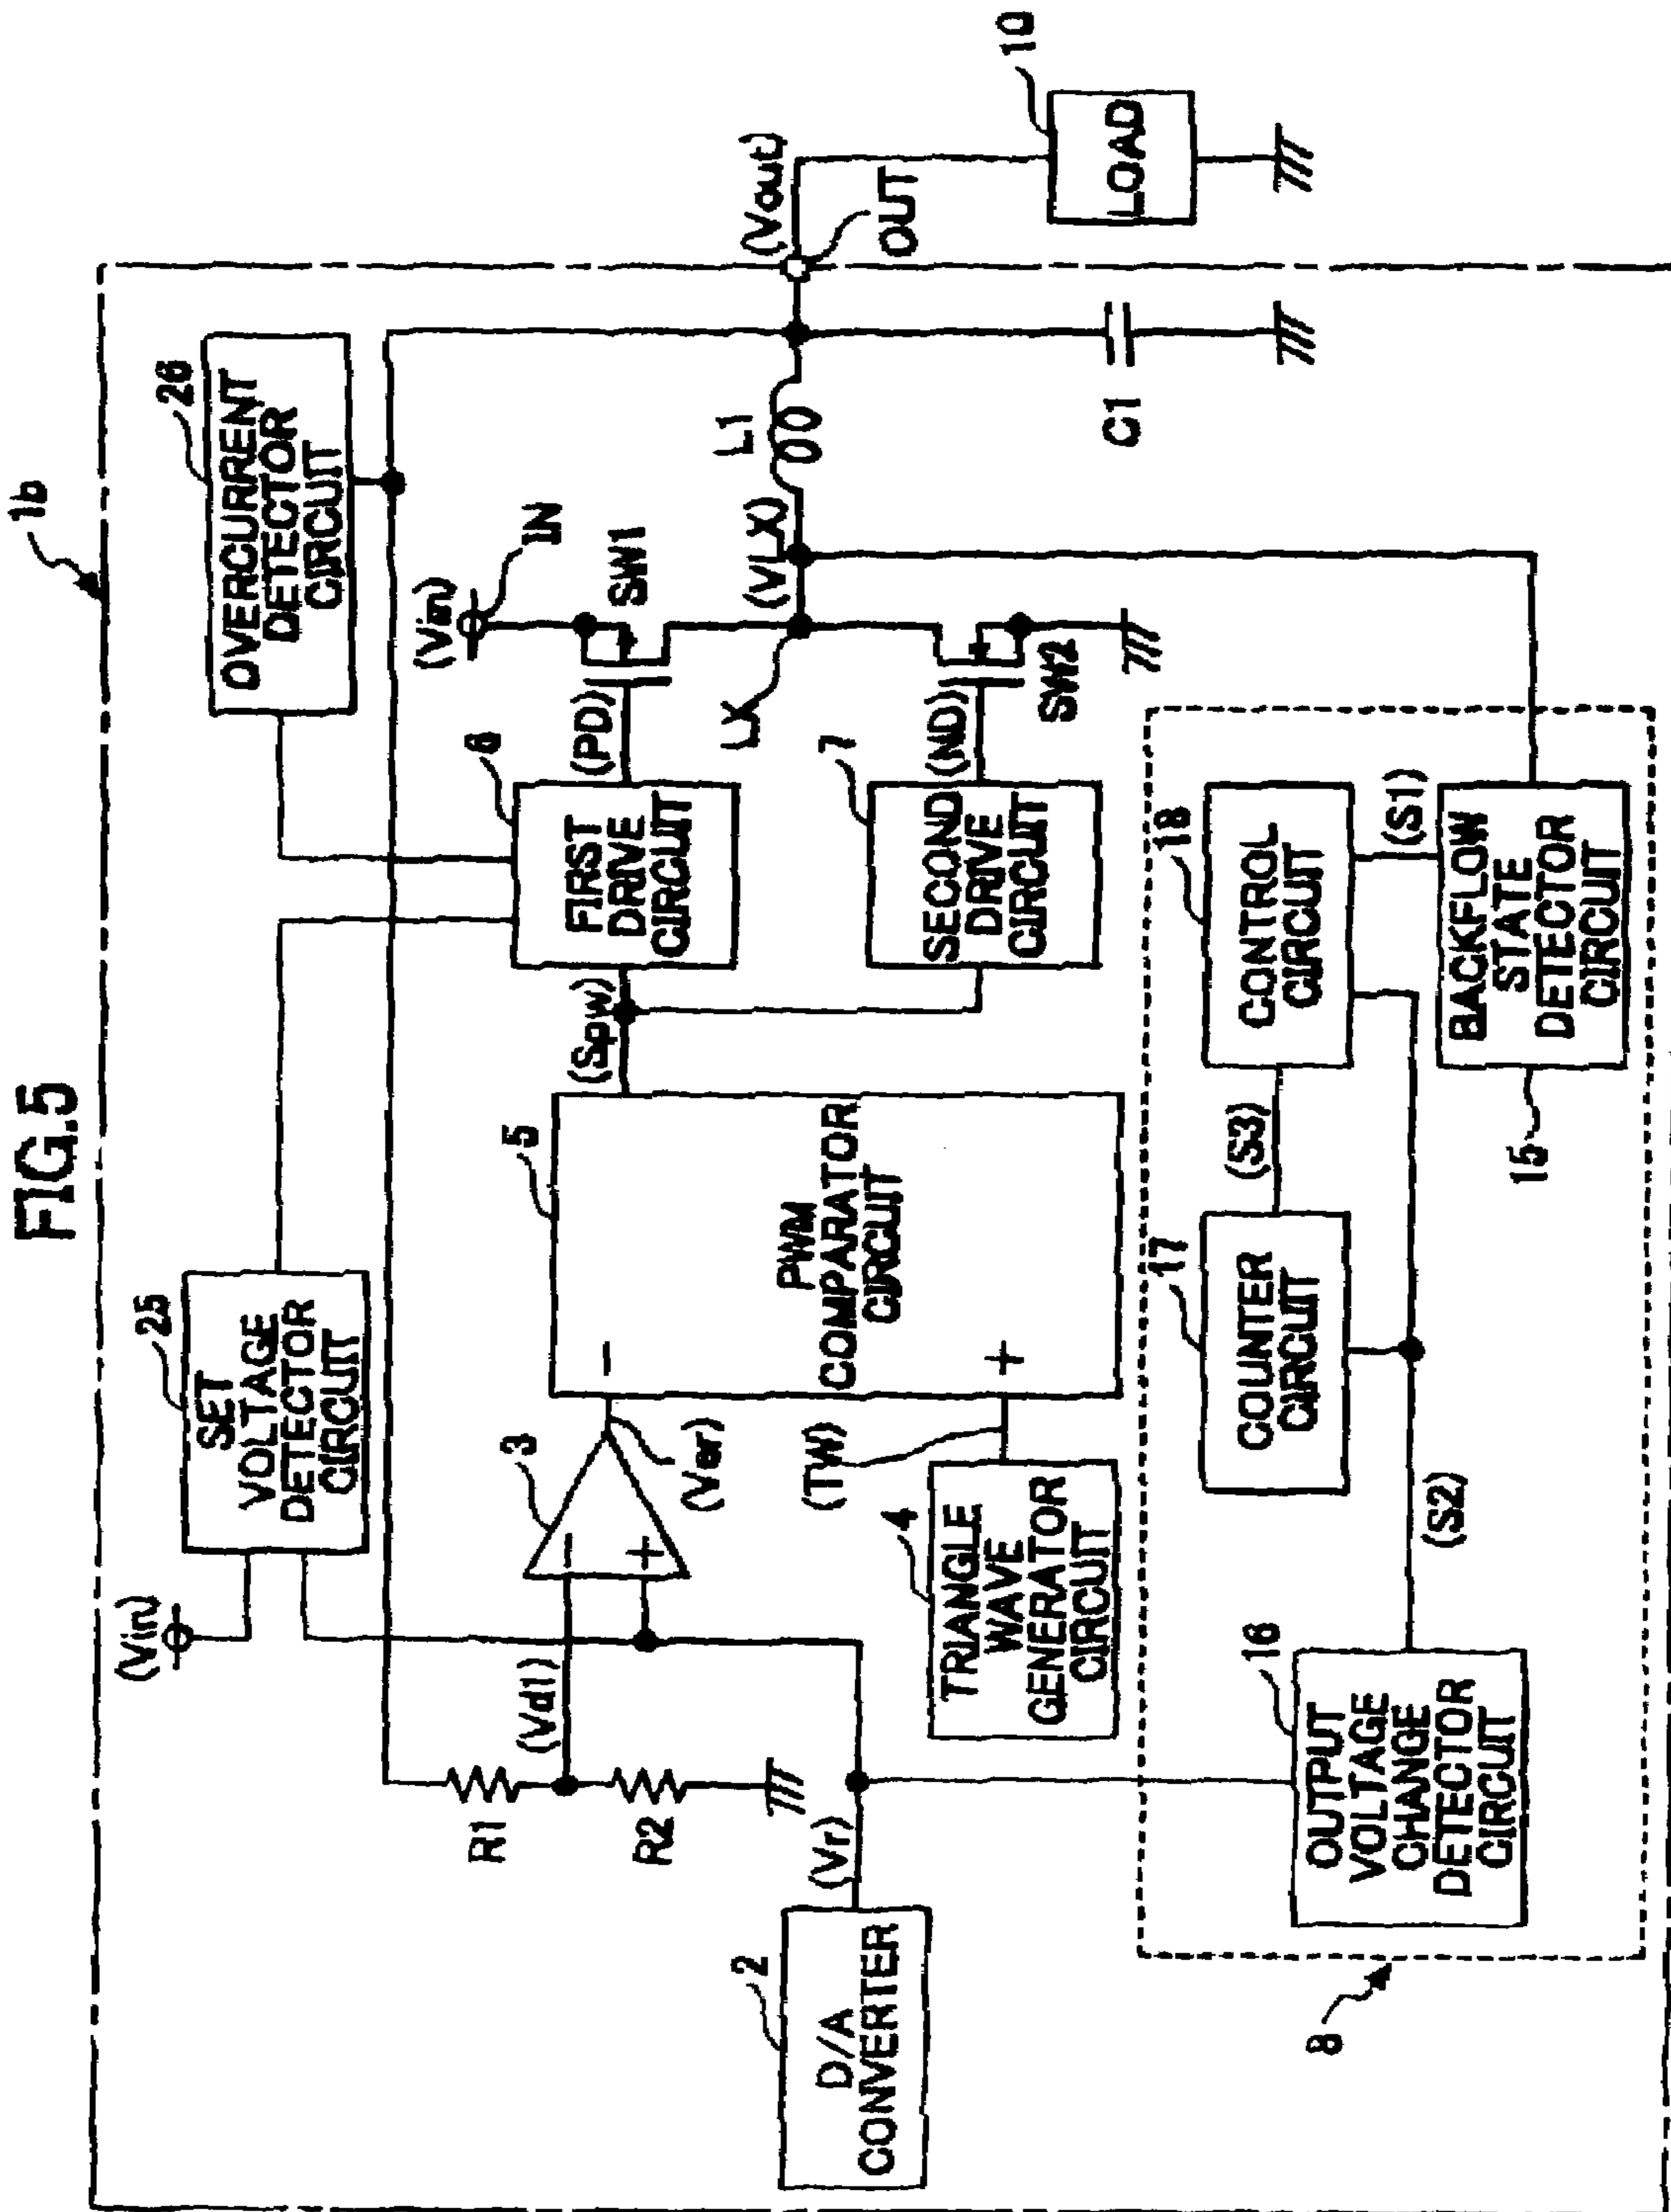 FIG.5
1b
(Vin)
25
SET
VOLTAGE
DETECTOR
CIRCUIT
26
OVERCURRENT
DETECTOR
CIRCUIT
(Vin)
IN
R1
(Vd1)
R2
3
−
+
(Ver)
5
−
+
PWM
COMPARATOR
CIRCUIT
(Spw)
6
FIRST
DRIVE
CIRCUIT
(PD)
SW1
LX
(VLX)
L1
(Vout)
OUT
2
D/A
CONVERTER
(Vr)
4
TRIANGLE
WAVE
GENERATOR
CIRCUIT
(TW)
7
SECOND
DRIVE
CIRCUIT
(ND)
SW2
C1
10
LOAD
8
16
OUTPUT
VOLTAGE
CHANGE
DETECTOR
CIRCUIT
(S2)
17
COUNTER
CIRCUIT
(S3)
18
CONTROL
CIRCUIT
(S1)
15
BACKFLOW
STATE
DETECTOR
CIRCUIT